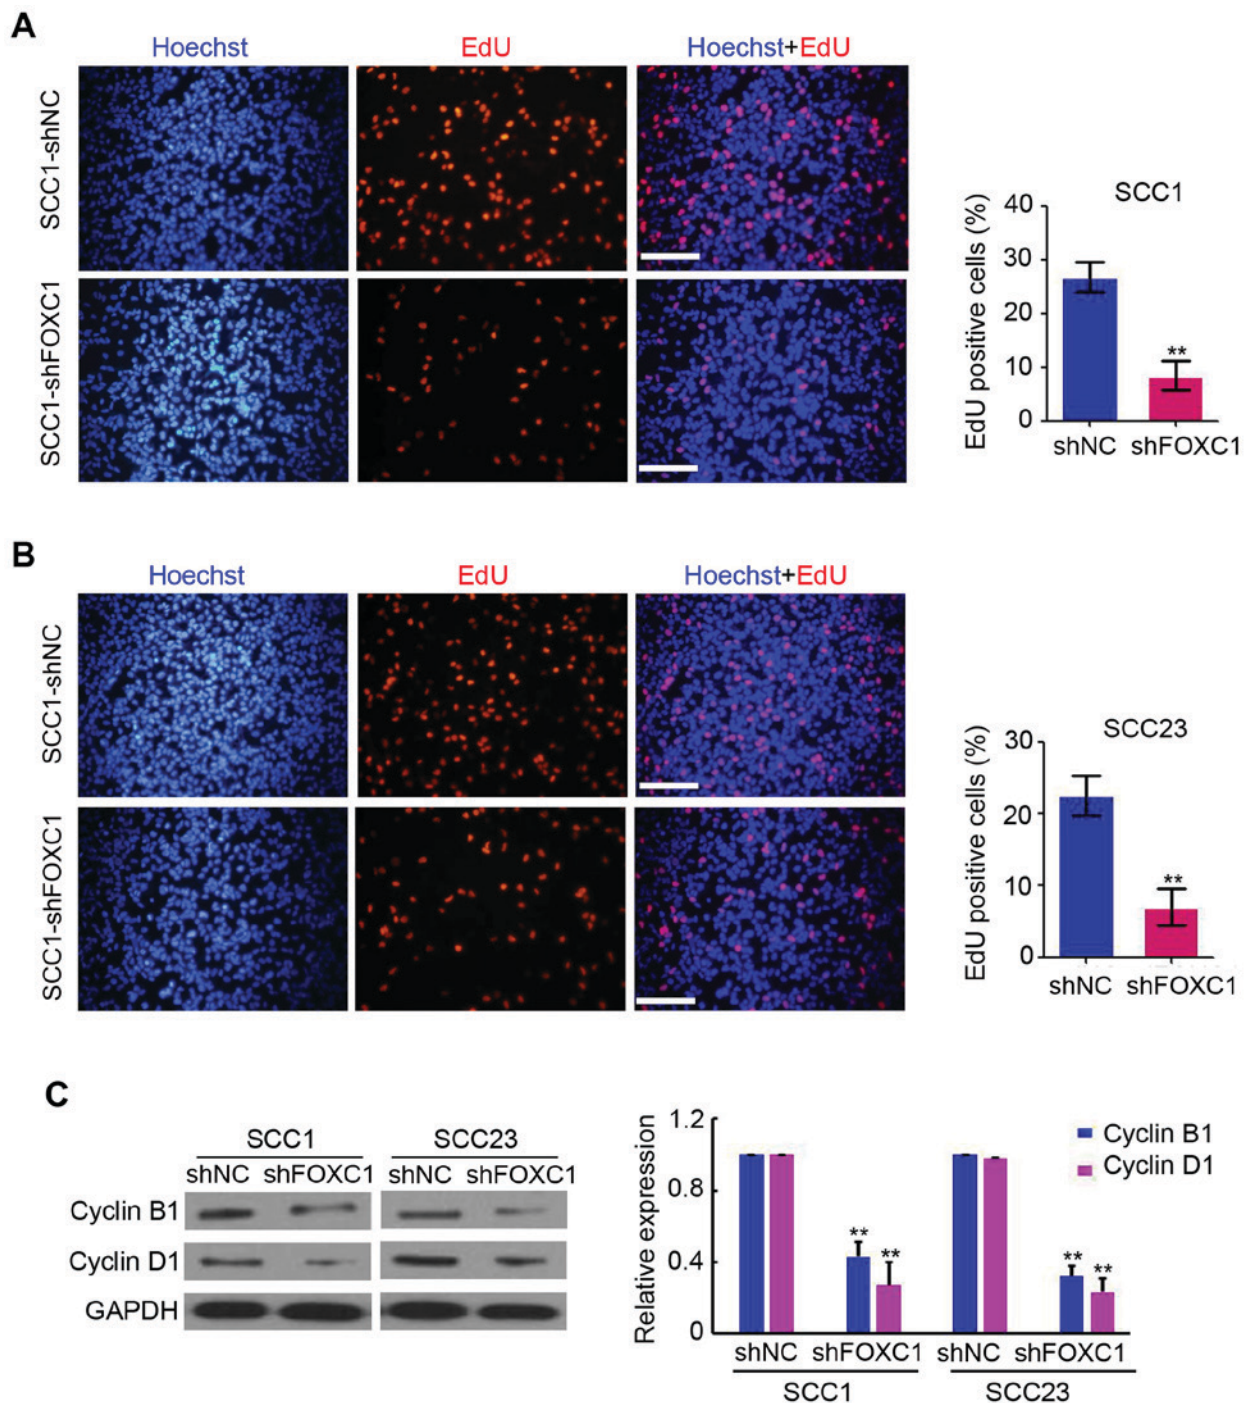 A
Hoechst EdU Hoechst+EdU
SCC1-shNC
SCC1-shFOXC1
SCC1
EdU positive cells (%)
40
30
20
10
0
**
shNC shFOXC1
B
Hoechst EdU Hoechst+EdU
SCC1-shNC
SCC1-shFOXC1
SCC23
EdU positive cells (%)
30
20
10
0
**
shNC shFOXC1
C
SCC1 SCC23
shNC shFOXC1 shNC shFOXC1
Cyclin B1
Cyclin D1
GAPDH
Relative expression
1.2
0.8
0.4
0
Cyclin B1
Cyclin D1
** ** ** **
shNC shFOXC1 shNC shFOXC1
SCC1 SCC23